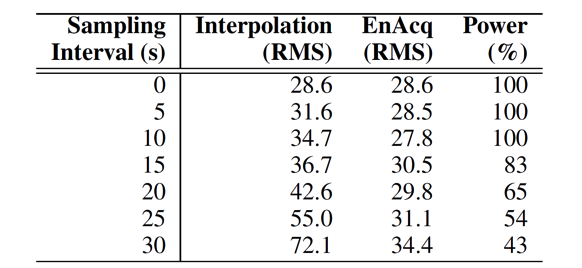 Sampling Interpolation EnAcq Power
Interval (s) (RMS) (RMS) (%)
0 28.6 28.6 100
5 31.6 28.5 100
10 34.7 27.8 100
15 36.7 30.5 83
20 42.6 29.8 65
25 55.0 31.1 54
30 72.1 34.4 43